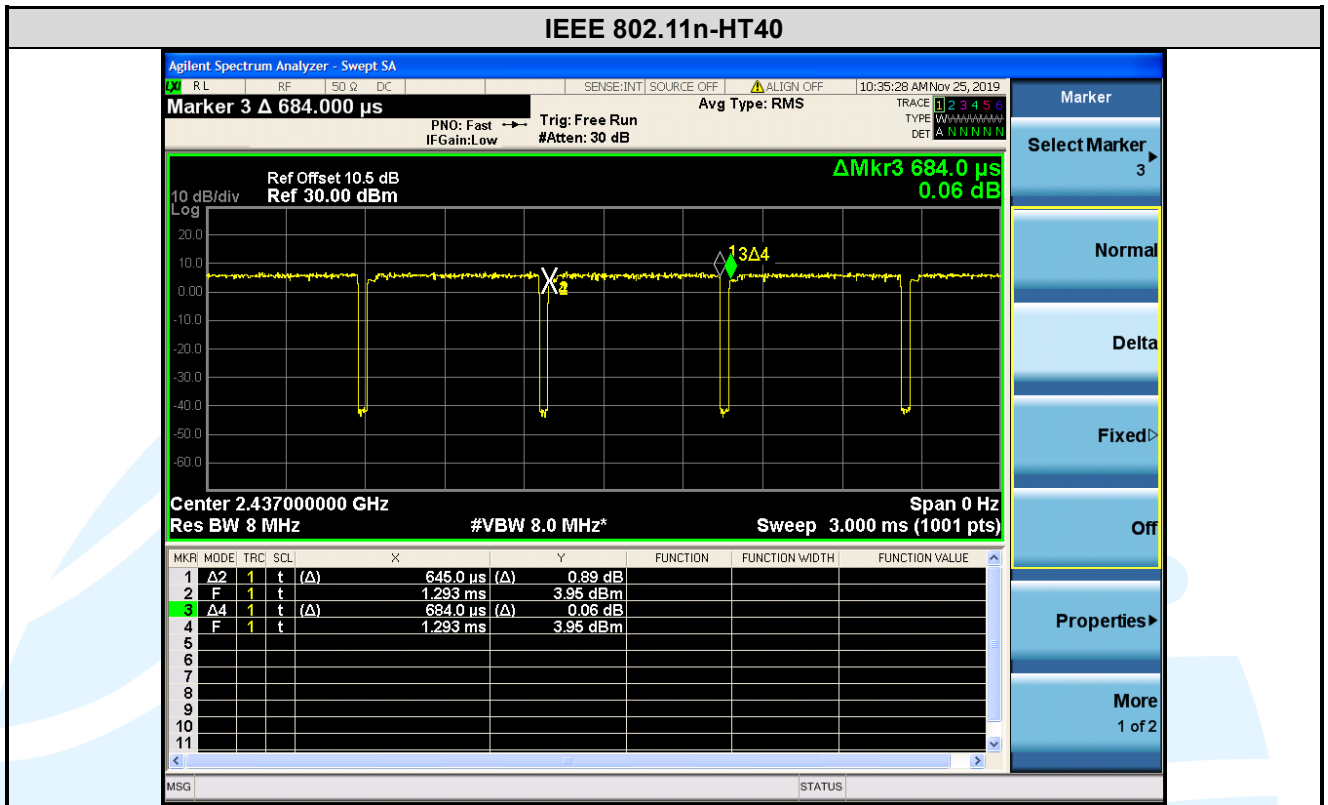 IEEE 802.11n-HT40
Agilent Spectrum Analyzer - Swept SA
LXI RL RF 50 Ω DC SENSE:INT SOURCE OFF ALIGN OFF 10:35:28 AM Nov 25, 2019
Marker 3 Δ 684.000 µs
PNO: Fast
IFGain:Low
Trig: Free Run
#Atten: 30 dB
Avg Type: RMS
TRACE 1 2 3 4 5 6
TYPE
DET A N N N N N
ΔMkr3 684.0 µs
0.06 dB
Ref Offset 10.5 dB
10 dB/div Ref 30.00 dBm
Log
20.0
10.0
0.00
-10.0
-20.0
-30.0
-40.0
-50.0
-60.0
1 3Δ4
2
Center 2.437000000 GHz Span 0 Hz
Res BW 8 MHz #VBW 8.0 MHz* Sweep 3.000 ms (1001 pts)
MKR MODE TRC SCL X Y FUNCTION FUNCTION WIDTH FUNCTION VALUE
1 Δ2 1 t (Δ) 645.0 µs (Δ) 0.89 dB
2 F 1 t 1.293 ms 3.95 dBm
3 Δ4 1 t (Δ) 684.0 µs (Δ) 0.06 dB
4 F 1 t 1.293 ms 3.95 dBm
5
6
7
8
9
10
11
MSG STATUS
Marker
Select Marker
3
Normal
Delta
Fixed
Off
Properties
More
1 of 2